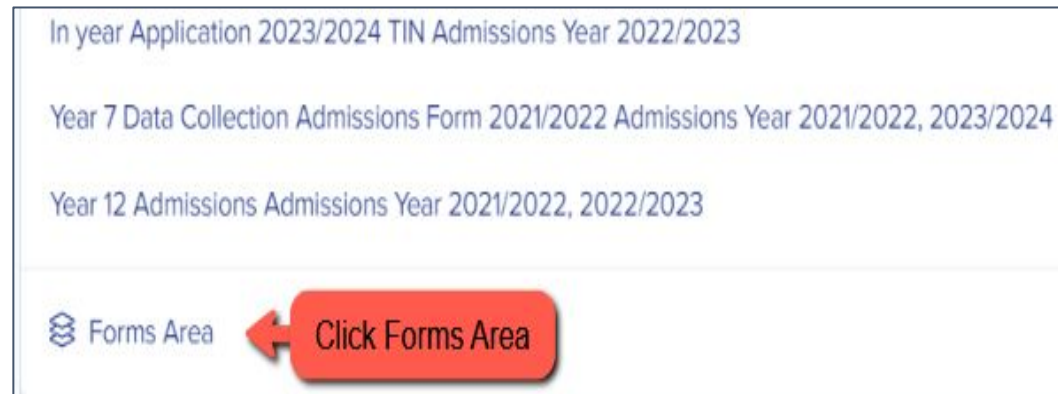 In year Application 2023/2024 TIN Admissions Year 2022/2023
Year 7 Data Collection Admissions Form 2021/2022 Admissions Year 2021/2022, 2023/2024
Year 12 Admissions Admissions Year 2021/2022, 2022/2023
Forms Area
Click Forms Area